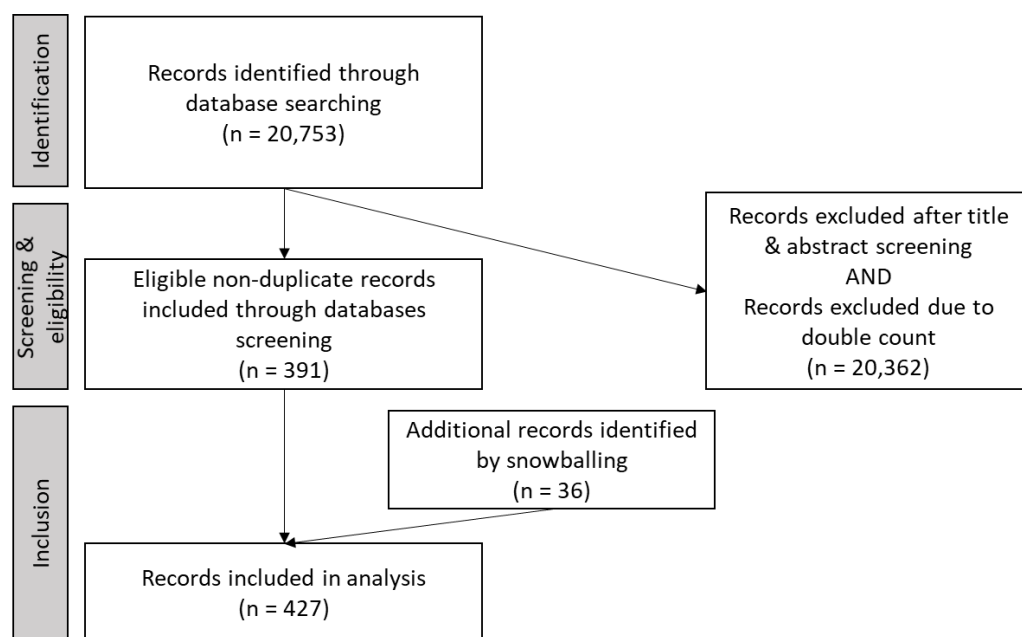 Identification
Records identified through
database searching
(n = 20,753)
Screening &
eligibility
Records excluded after title
& abstract screening
AND
Records excluded due to
double count
(n = 20,362)
Eligible non-duplicate records
included through databases
screening
(n = 391)
Inclusion
Additional records identified
by snowballing
(n = 36)
Records included in analysis
(n = 427)